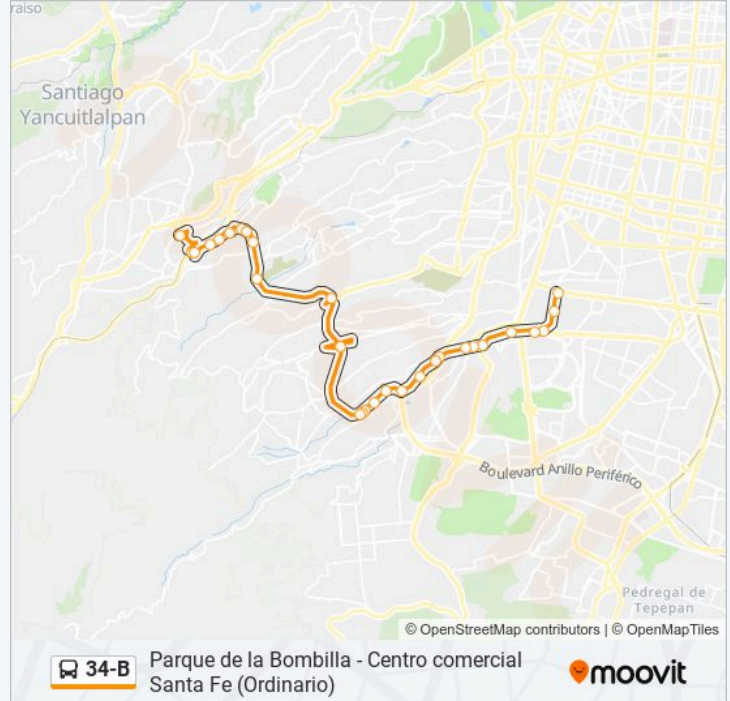 raiso
Santiago
Yancuitlalpan
Boulevard Anillo Periférico
Pedregal de
Tepepan
© OpenStreetMap contributors | © OpenMapTiles
34-B
Parque de la Bombilla - Centro comercial
Santa Fe (Ordinario)
moovit